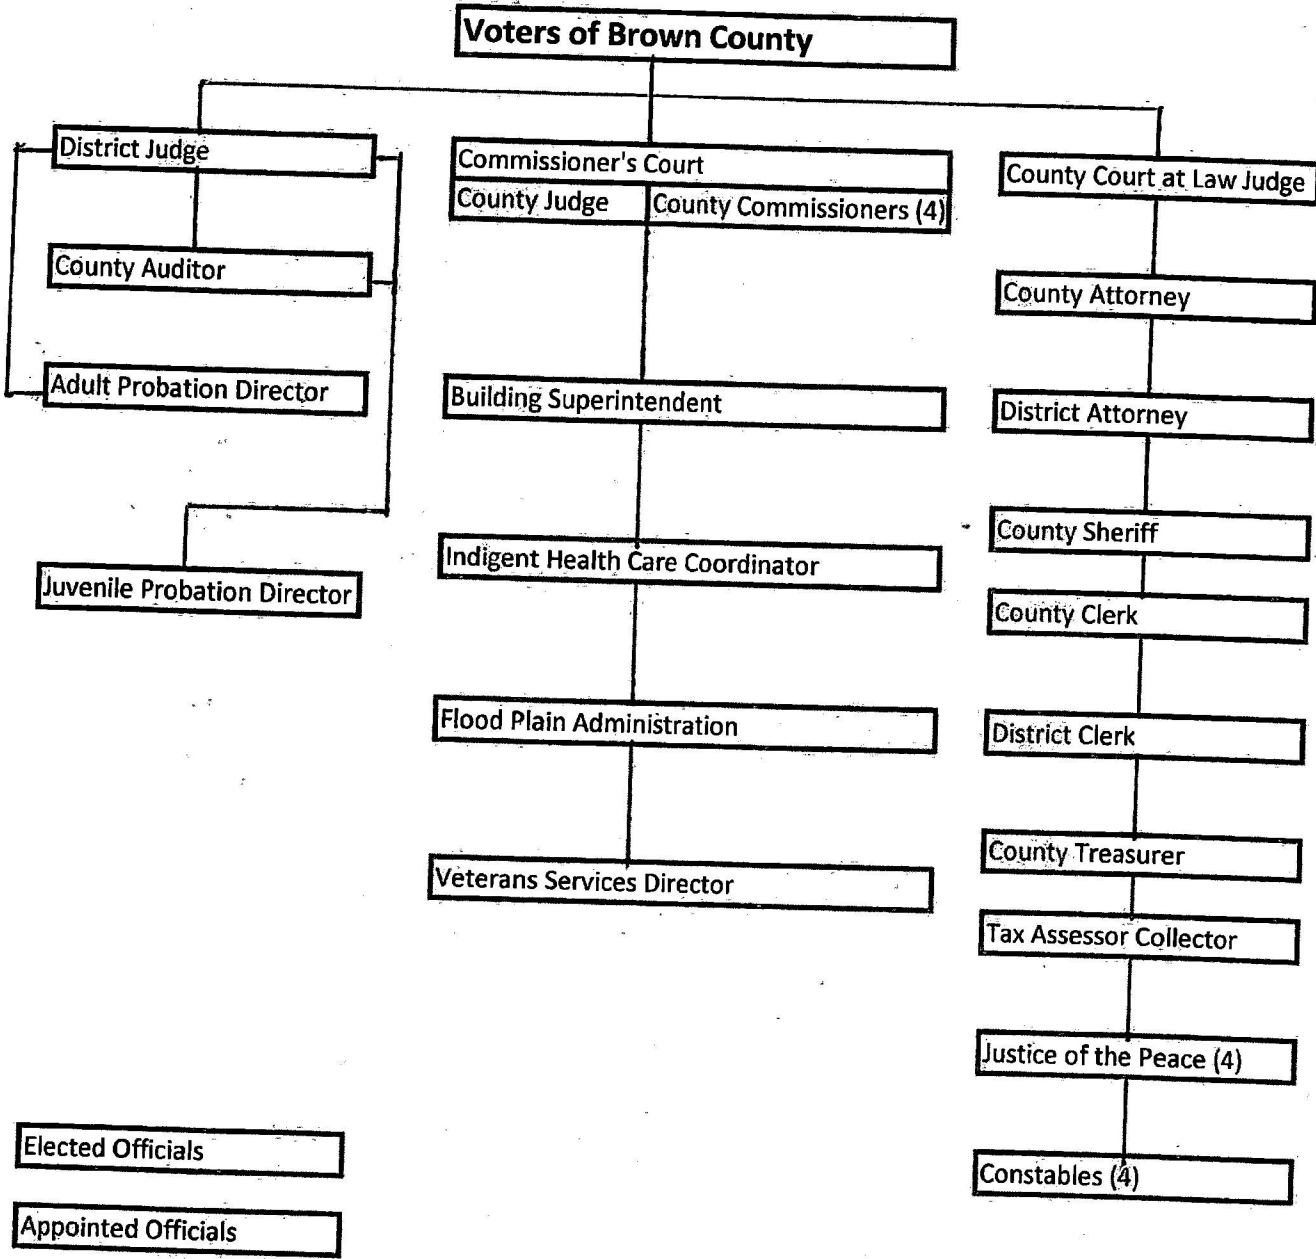 Voters of Brown County
District Judge
County Auditor
Adult Probation Director
Juvenile Probation Director
Commissioner's Court
County Judge
County Commissioners (4)
Building Superintendent
Indigent Health Care Coordinator
Flood Plain Administration
Veterans Services Director
County Court at Law Judge
County Attorney
District Attorney
County Sheriff
County Clerk
District Clerk
County Treasurer
Tax Assessor Collector
Justice of the Peace (4)
Constables (4)
Elected Officials
Appointed Officials